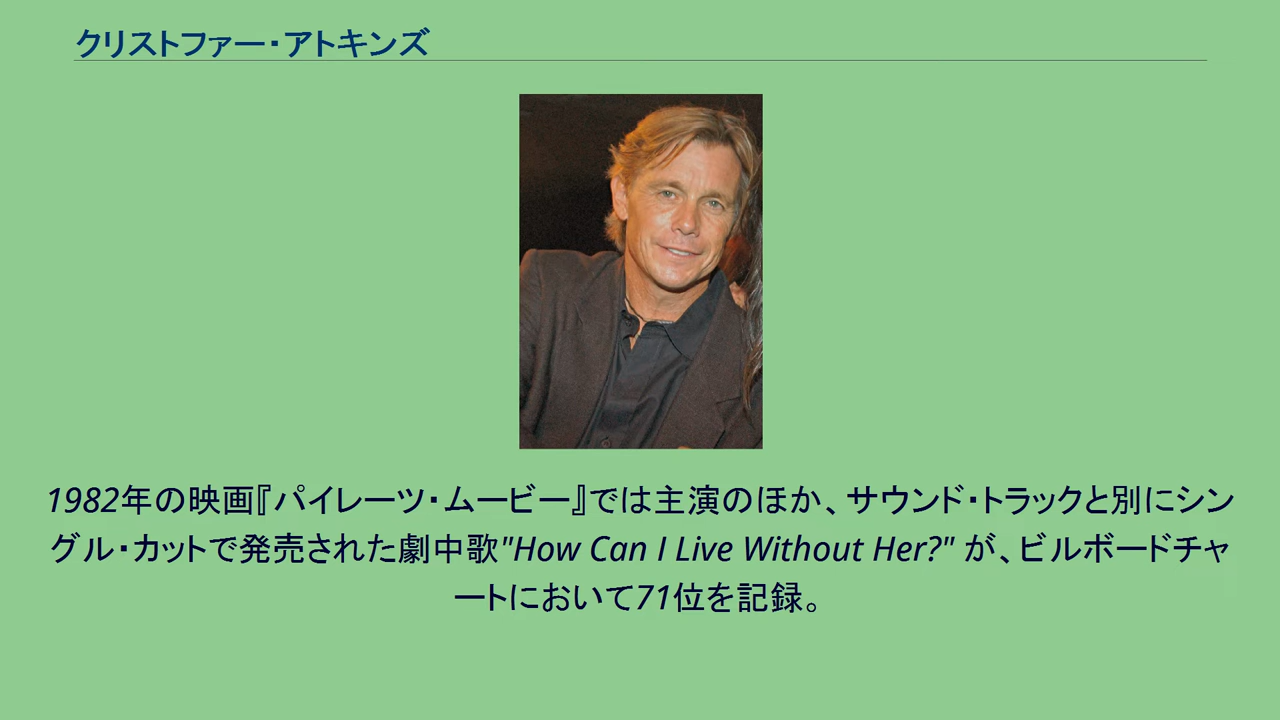 クリストファー・アトキンズ
1982年の映画『パイレーツ・ムービー』では主演のほか、サウンド・トラックと別にシン
グル・カットで発売された劇中歌"How Can I Live Without Her?" が、ビルボードチャ
ートにおいて71位を記録。